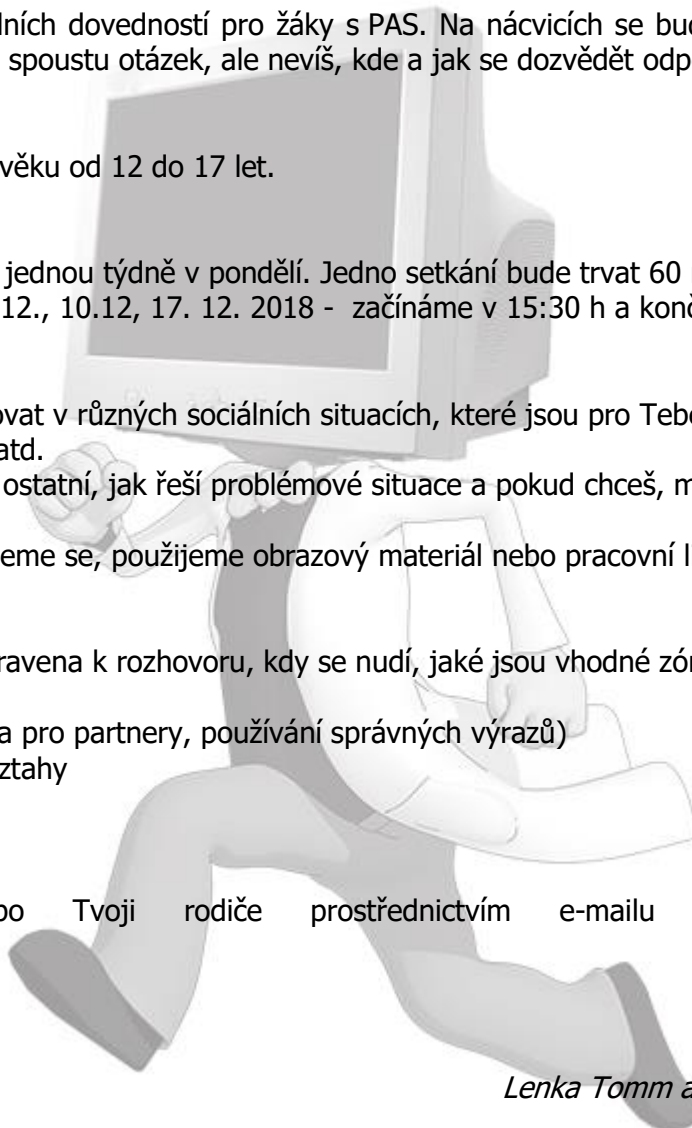 dních dovedností pro žáky s PAS. Na nácvicích se bud
spoustu otázek, ale nevíš, kde a jak se dozvědět odp
věku od 12 do 17 let.
jednou týdně v pondělí. Jedno setkání bude trvat 60
12., 10.12, 17. 12. 2018 - začínáme v 15:30 h a konč
ovat v různých sociálních situacích, které jsou pro Tebe
atd.
ostatní, jak řeší problémové situace a pokud chceš, m
jeme se, použijeme obrazový materiál nebo pracovní l
ravena k rozhovoru, kdy se nudí, jaké jsou vhodné zón
a pro partnery, používání správných výrazů)
ztahy
bo Tvoji rodiče prostřednictvím e-mailu
Lenka Tomm a